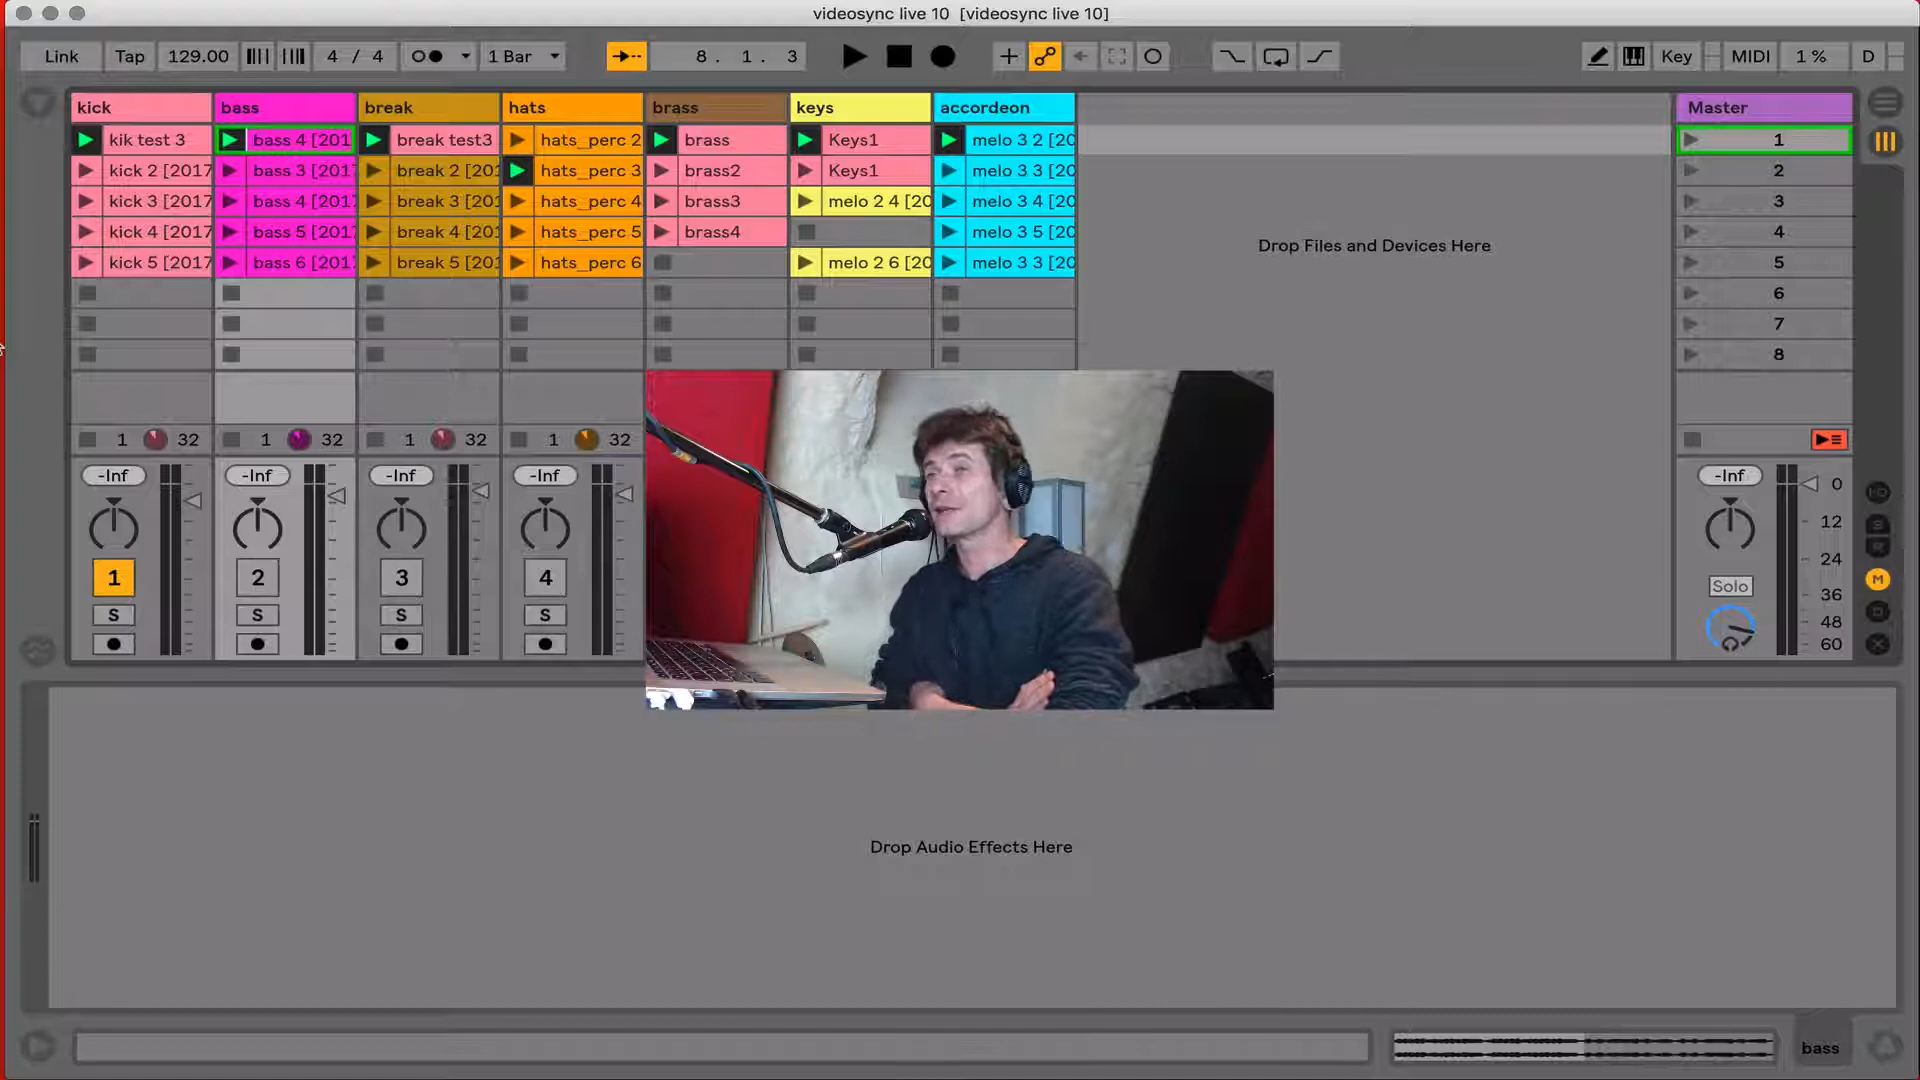 videosync live 10  [videosync live 10]
Link Tap 129.00 4 / 4 1 Bar 8. 1. 3 Key MIDI 1 % D
kick bass break hats brass keys accordeon Master
kik test 3 bass 4 [201 break test3 hats_perc 2 brass Keys1 melo 3 2 [20 1
kick 2 [2017 bass 3 [2017 break 2 [201 hats_perc 3 brass2 Keys1 melo 3 3 [20 2
kick 3 [2017 bass 4 [2017 break 3 [201 hats_perc 4 brass3 melo 2 4 [20 melo 3 4 [20 3
kick 4 [2017 bass 5 [2017 break 4 [201 hats_perc 5 brass4 melo 3 5 [20 4
kick 5 [2017 bass 6 [2017 break 5 [201 hats_perc 6 melo 2 6 [20 melo 3 3 [20 5
Drop Files and Devices Here
6
7
8
1 32 1 32 1 32 1 32
-Inf -Inf -Inf -Inf -Inf 0
12
24
1 2 3 4 Solo 36
S S S S 48
60
M
Drop Audio Effects Here
bass